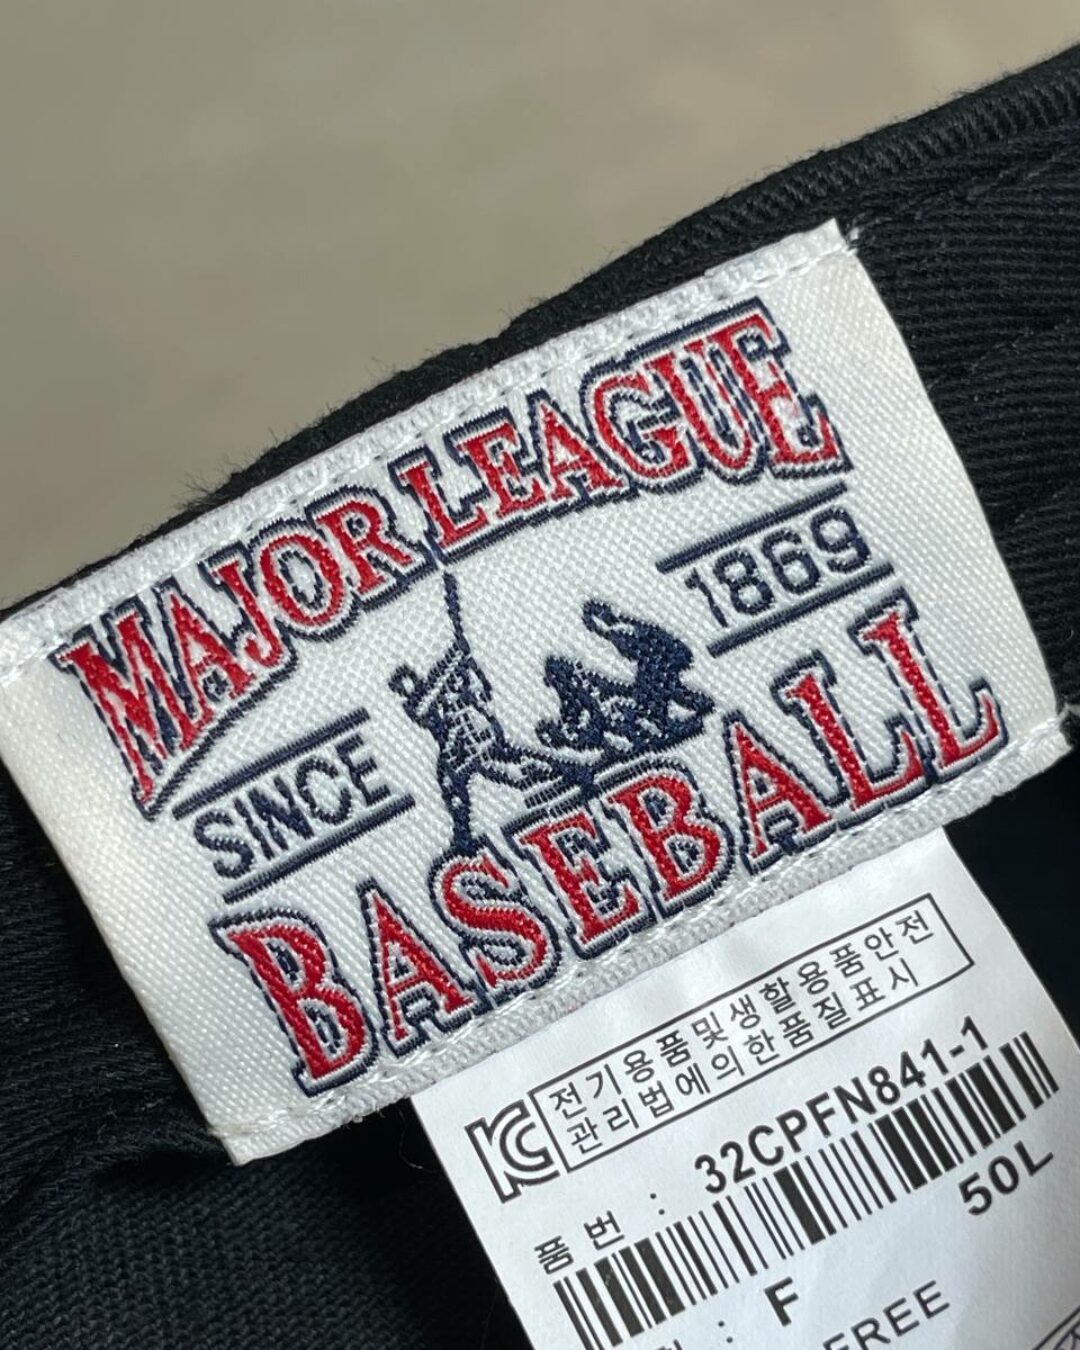 MAJOR LEAGUE
SINCE 1869
BASEBALL
전기용품및생활용품안전
관리법에의한품질표시
품 번 : 32CPFN841-1
50L
: F
FREE